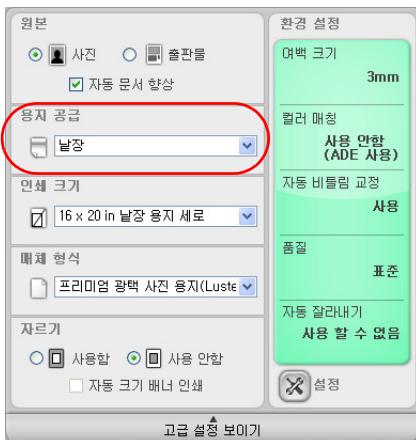 원본
사진
출판물
자동 문서 향상
용지 공급
낱장
인쇄 크기
16 x 20 in 낱장 용지 세로
매체 형식
프리미엄 광택 사진 용지(Luste
자르기
사용함
사용 안함
자동 크기 배너 인쇄
환경 설정
여백 크기
3mm
컬러 매칭
사용 안함
(ADE 사용)
자동 비틀림 교정
사용
품질
표준
자동 잘라내기
사용 할 수 없음
설정
고급 설정 보이기